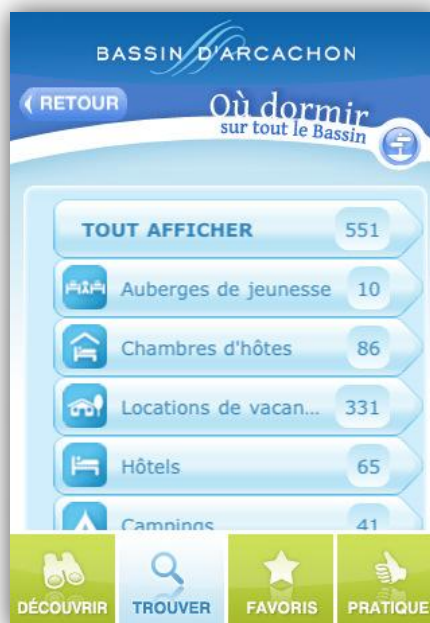 BASSIN D'ARCACHON
RETOUR
Où dormir
sur tout le Bassin
TOUT AFFICHER 551
Auberges de jeunesse 10
Chambres d'hôtes 86
Locations de vacan... 331
Hôtels 65
Campings 41
DÉCOUVRIR TROUVER FAVORIS PRATIQUE